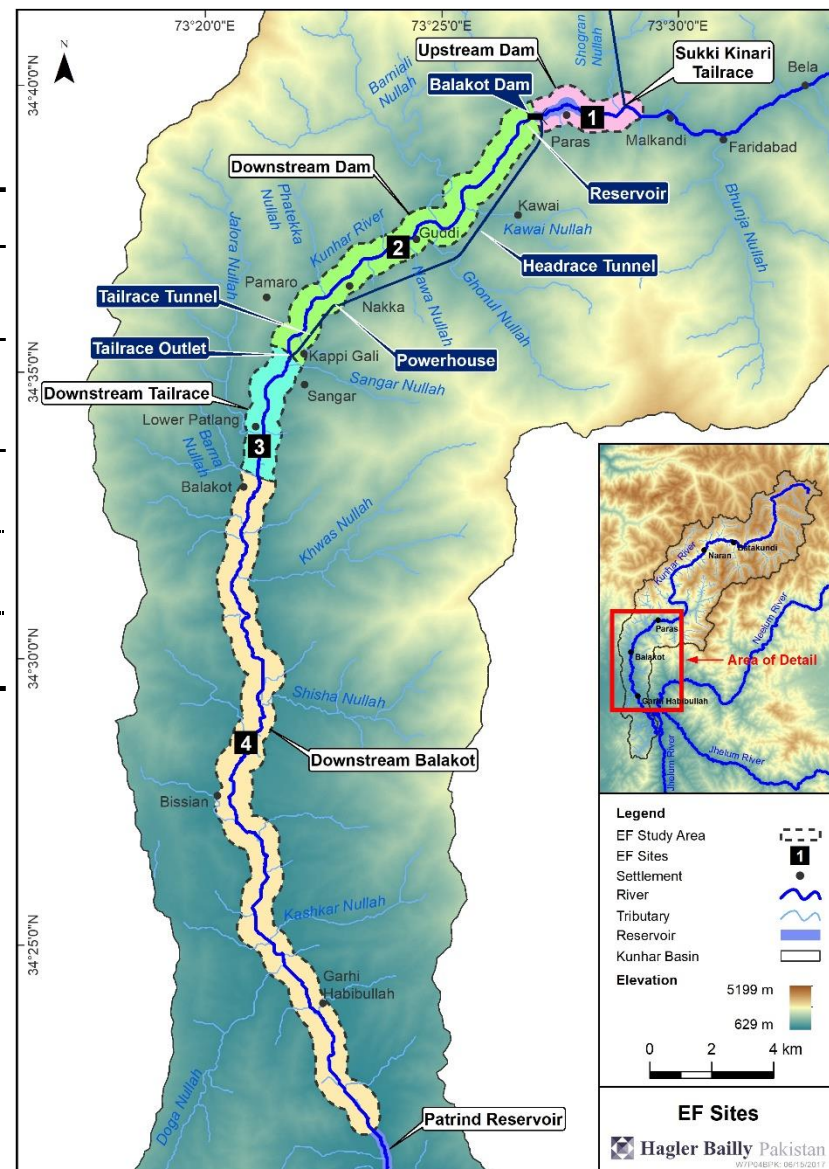 73°20'0"E
73°25'0"E
73°30'0"E
N
34°40'0"N
34°35'0"N
34°30'0"N
34°25'0"N
Upstream Dam
Shogran
Nullah
Sukki Kinari
Tailrace
Bela
Barniali
Nullah
Balakot Dam
1
Paras
Malkandi
Faridabad
Downstream Dam
Reservoir
Phatekka
Nullah
Jalora Nullah
Kunhar River
Kawai
Kawai Nullah
Bhunja Nullah
Guddi
2
Headrace Tunnel
Pamaro
Nawa Nullah
Ghonul Nullah
Tailrace Tunnel
Nakka
Tailrace Outlet
Kappi Gali
Powerhouse
Sangar Nullah
Downstream Tailrace
Sangar
Lower Patlang
Barna
Nullah
3
Balakot
Khwas Nullah
Shisha Nullah
4
Downstream Balakot
Bissian
Kashkar Nullah
Garhi
Habibullah
Doga Nullah
Patrind Reservoir
Batakundi
Naran
Kunhar River
Neelum River
Paras
Balakot
Area of Detail
Garhi Habibullah
Jhelum River
Jhelum River
Legend
EF Study Area
EF Sites 1
Settlement
River
Tributary
Reservoir
Kunhar Basin
Elevation
5199 m
629 m
0 2 4 km
EF Sites
Hagler Bailly Pakistan
W7P04BPK: 06/15/2017